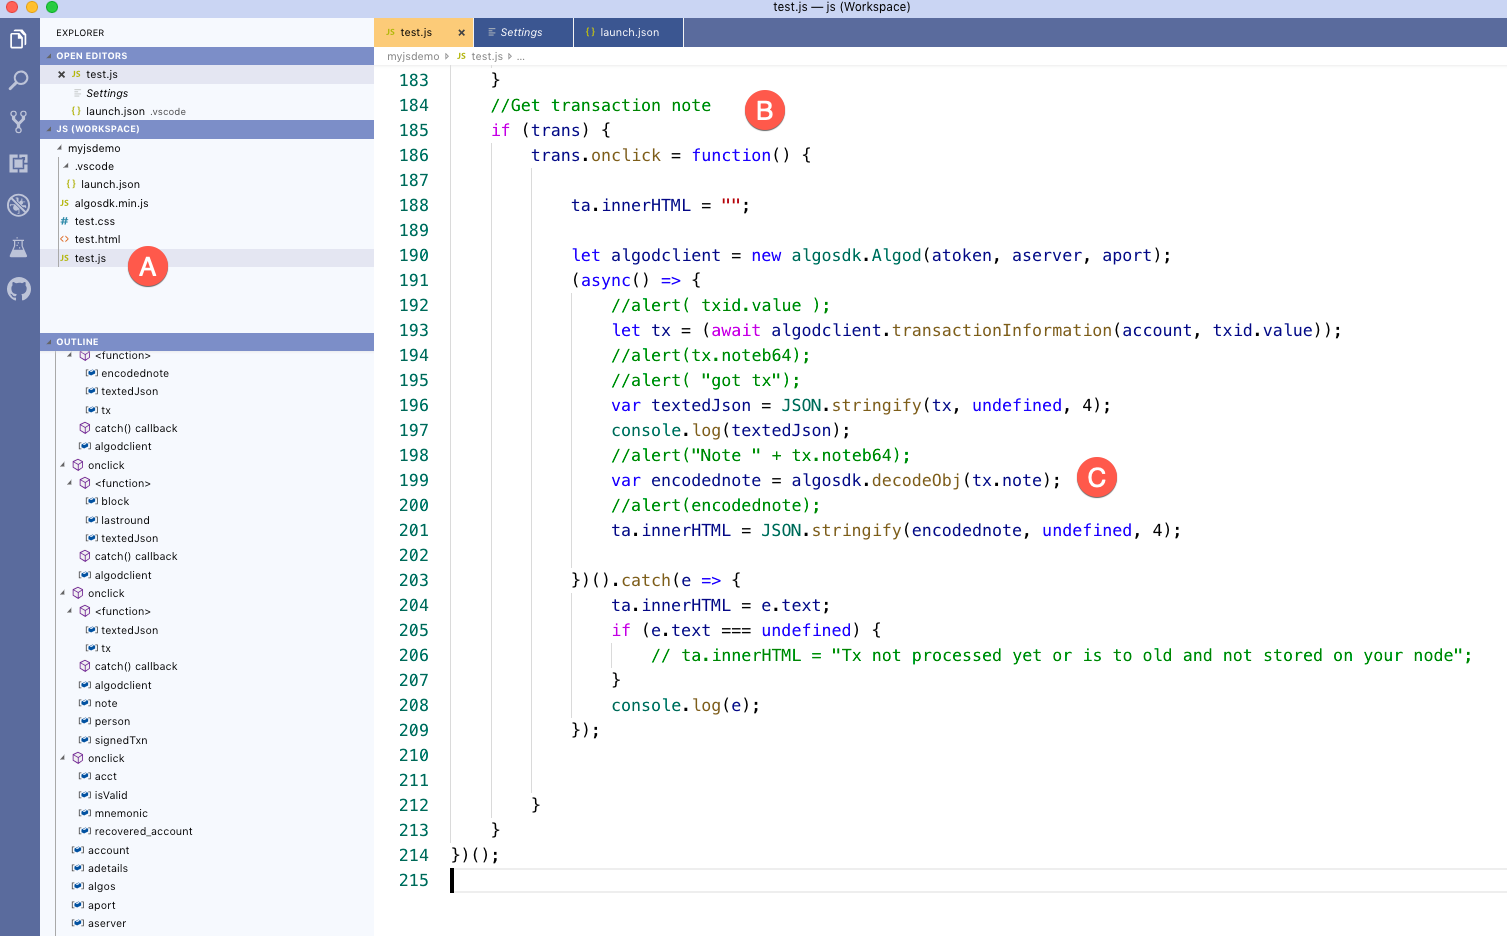 test.js — js (Workspace)
EXPLORER
OPEN EDITORS
JS test.js
Settings
{} launch.json .vscode
JS (WORKSPACE)
myjsdemo
.vscode
{} launch.json
JS algosdk.min.js
# test.css
<> test.html
JS test.js
A
OUTLINE
<function>
encodednote
textedJson
tx
catch() callback
algodclient
onclick
<function>
block
lastround
textedJson
catch() callback
algodclient
onclick
<function>
textedJson
tx
catch() callback
algodclient
note
person
signedTxn
onclick
acct
isValid
mnemonic
recovered_account
account
adetails
algos
aport
aserver
JS test.js × Settings {} launch.json
myjsdemo JS test.js ...
183 }
184 //Get transaction note
B
185 if (trans) {
186 trans.onclick = function() {
187
188 ta.innerHTML = "";
189
190 let algodclient = new algosdk.Algod(atoken, aserver, aport);
191 (async() => {
192 //alert( txid.value );
193 let tx = (await algodclient.transactionInformation(account, txid.value));
194 //alert(tx.noteb64);
195 //alert( "got tx");
196 var textedJson = JSON.stringify(tx, undefined, 4);
197 console.log(textedJson);
198 //alert("Note " + tx.noteb64);
199 var encodednote = algosdk.decodeObj(tx.note);
C
200 //alert(encodednote);
201 ta.innerHTML = JSON.stringify(encodednote, undefined, 4);
202
203 })().catch(e => {
204 ta.innerHTML = e.text;
205 if (e.text === undefined) {
206 // ta.innerHTML = "Tx not processed yet or is to old and not stored on your node";
207 }
208 console.log(e);
209 });
210
211
212 }
213 }
214 })();
215